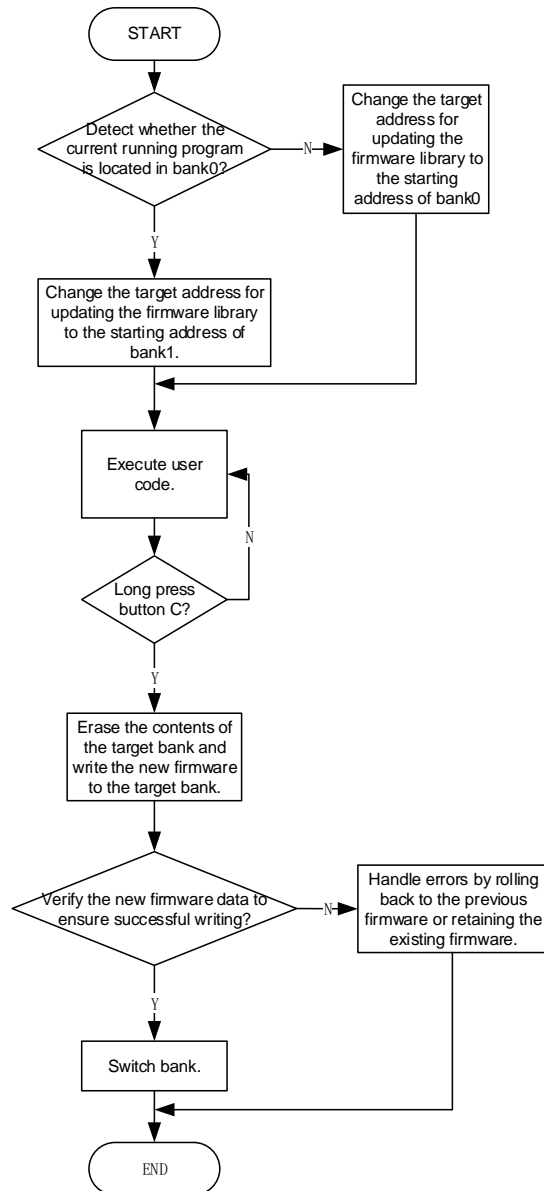 START
Detect whether the
current running program
is located in bank0?
N
Change the target
address for
updating the
firmware library to
the starting
address of bank0
Y
Change the target address for
updating the firmware library
to the starting address of
bank1.
Execute user
code.
N
Long press
button C?
Y
Erase the contents of
the target bank and
write the new firmware
to the target bank.
Verify the new firmware data to
ensure successful writing?
N
Handle errors by rolling
back to the previous
firmware or retaining the
existing firmware.
Y
Switch bank.
END